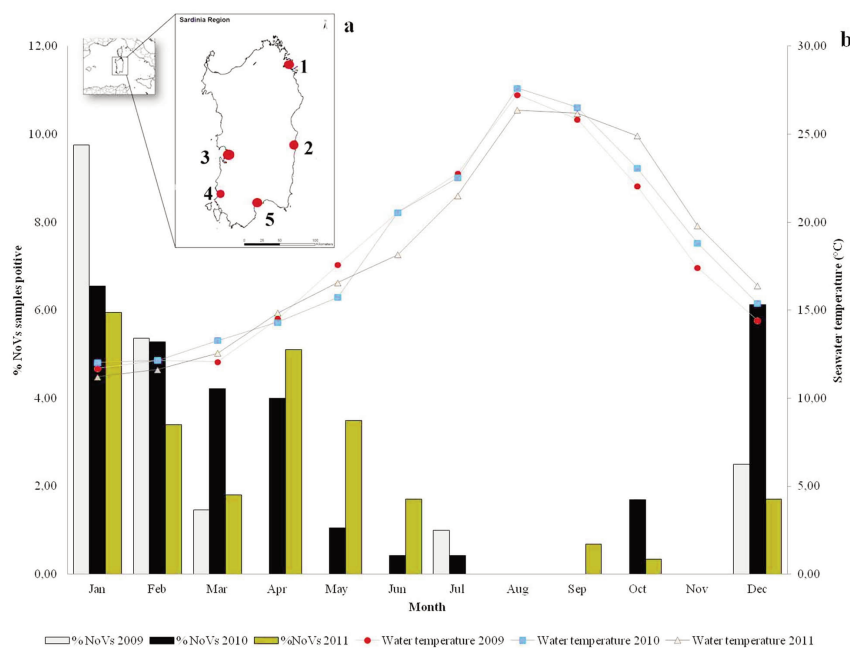 Sardinia Region
a
b
1
2
3
4
5
12,00
10,00
8,00
6,00
4,00
2,00
0,00
% NoVs samples poitive
30,00
25,00
20,00
15,00
10,00
5,00
0,00
Seawater temperature (°C)
Jan Feb Mar Apr May Jun Jul Aug Sep Oct Nov Dec
Month
% NoVs 2009 % NoVs 2010 %NoVs 2011 Water temperature 2009 Water temperature 2010 Water temperature 2011